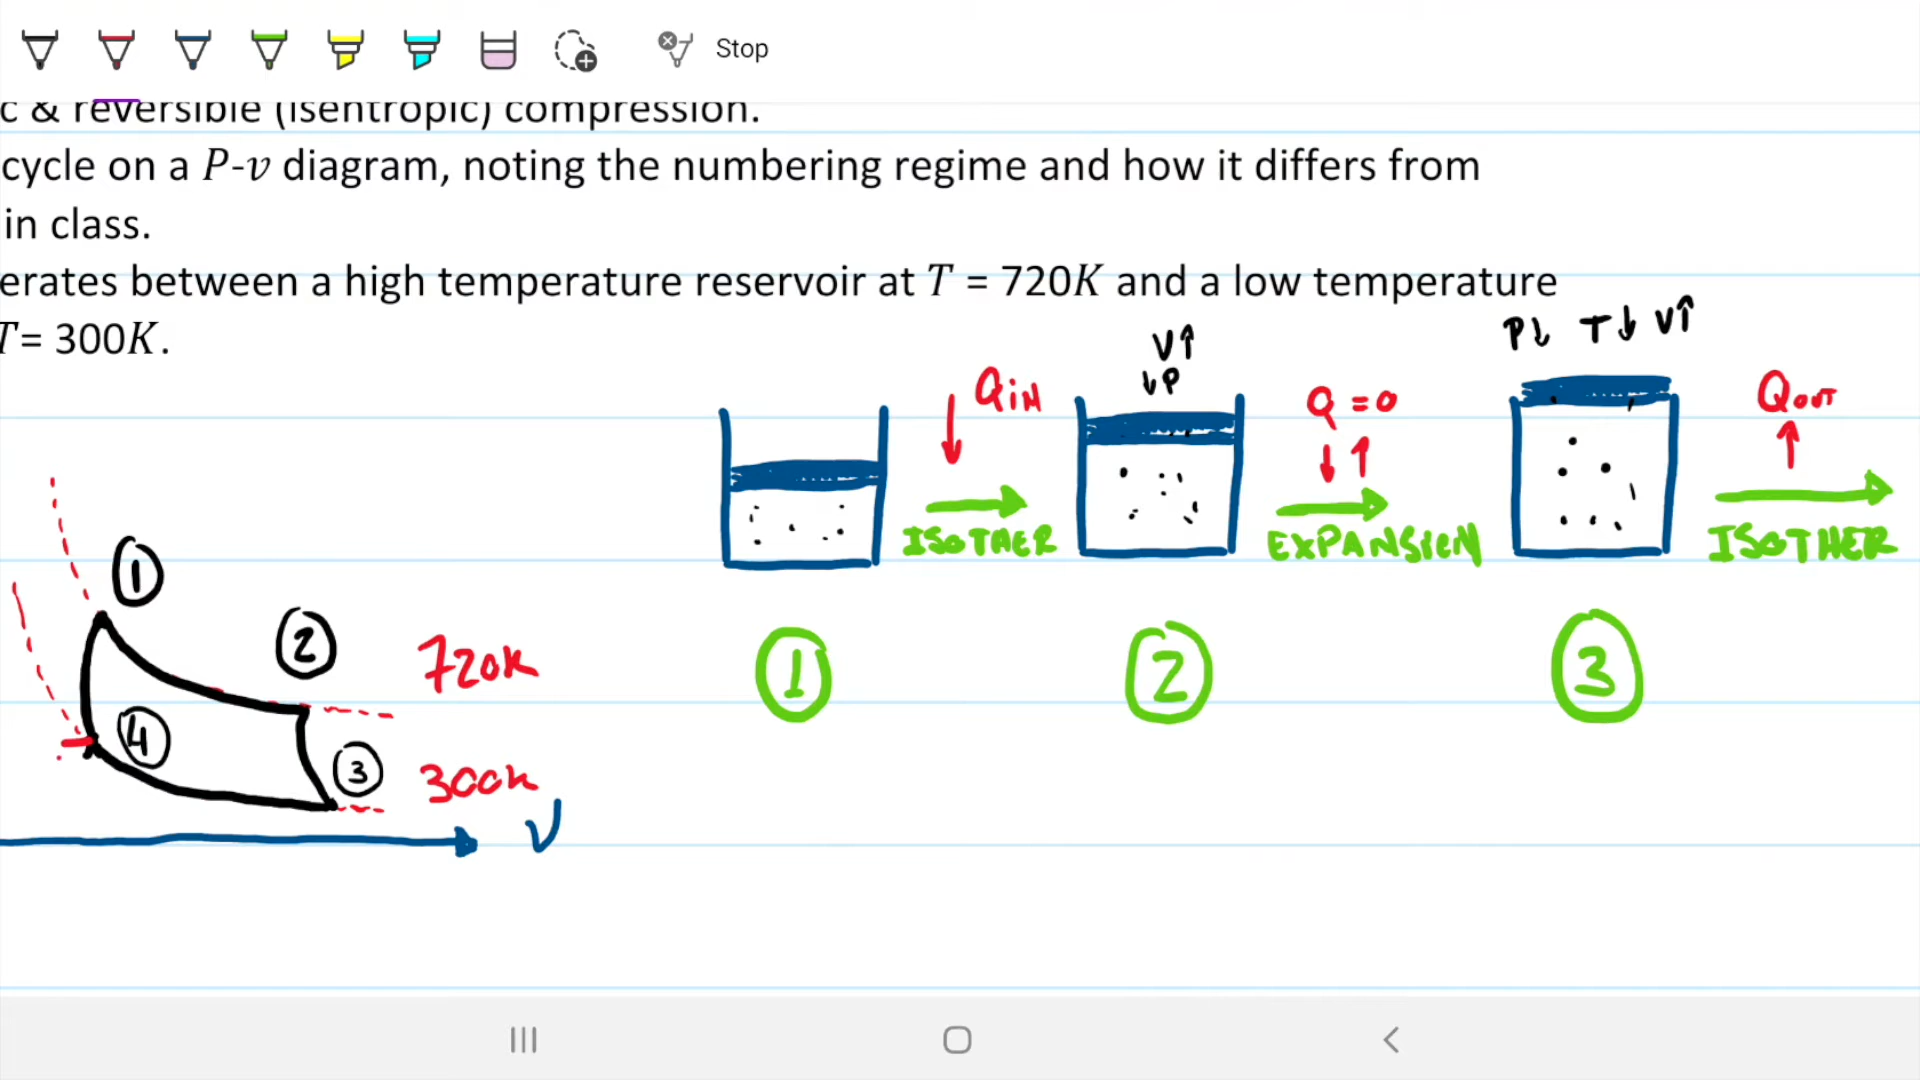 Stop
c & reversible (isentropic) compression.
cycle on a P-v diagram, noting the numbering regime and how it differs from
in class.
erates between a high temperature reservoir at T = 720K and a low temperature
T= 300K.
V↑
↓P
P↓ T↓ V↑
QIN
Q = 0
QOUT
ISOTHER
EXPANSION
ISOTHER
1
2
3
1
2
720K
4
3
300K
V